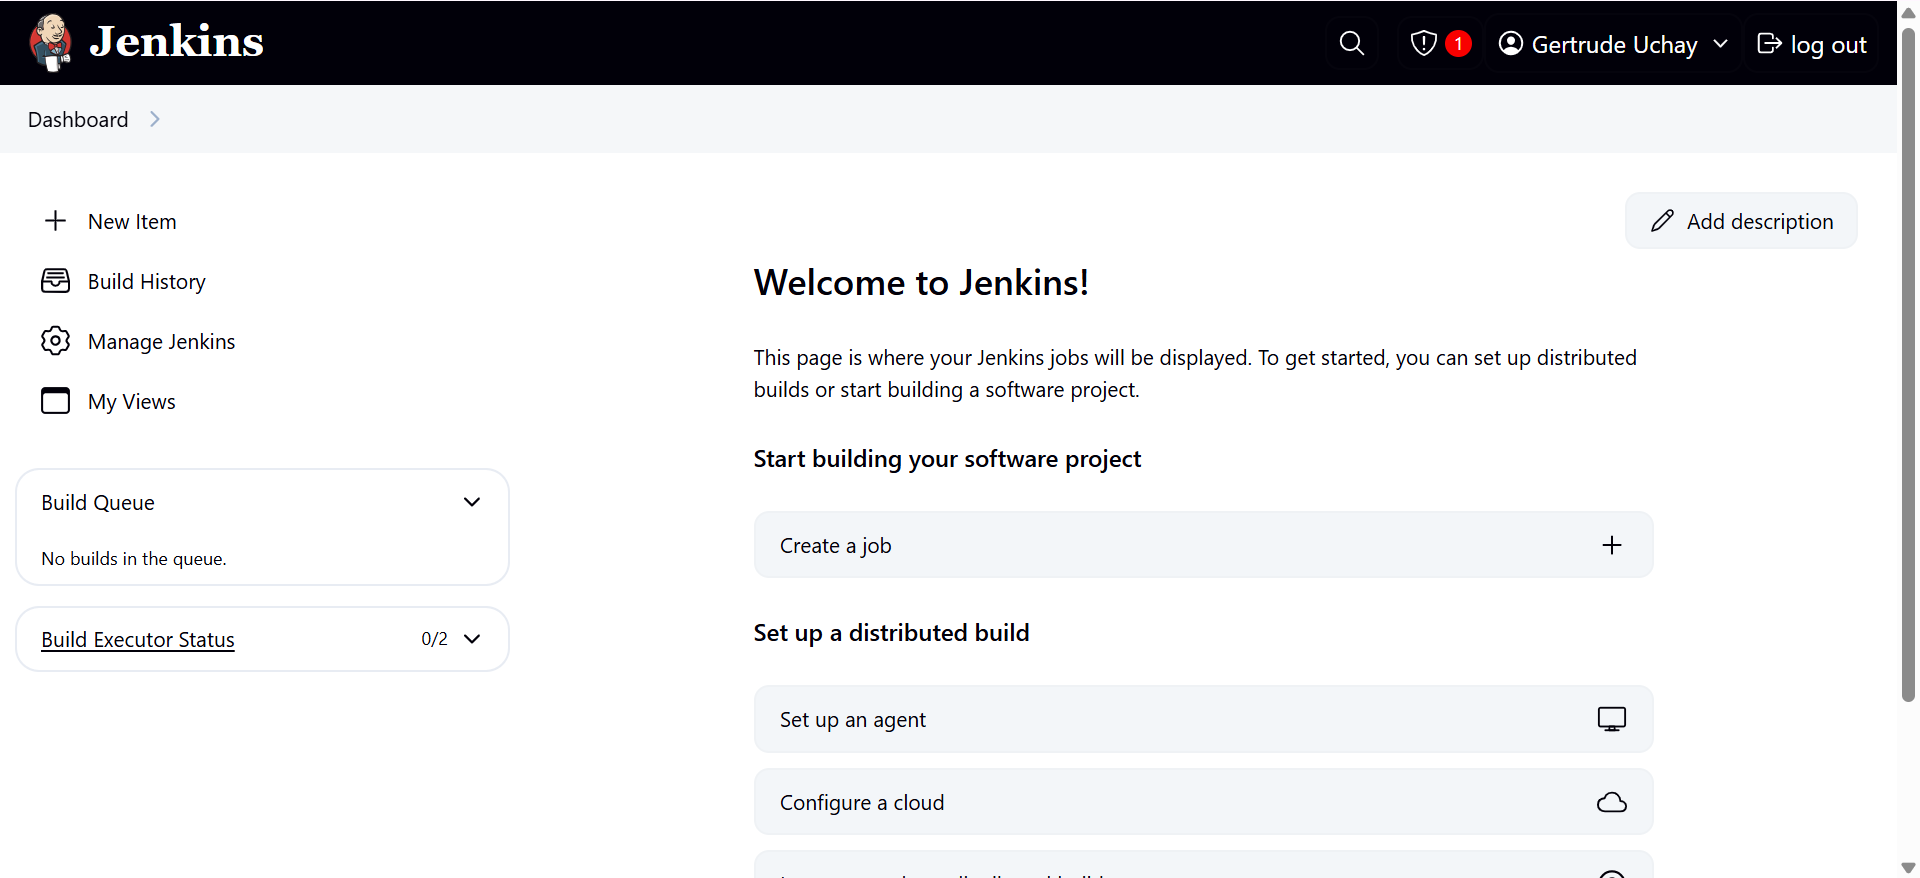 Jenkins
1
Gertrude Uchay
log out
Dashboard
New Item
Build History
Manage Jenkins
My Views
Build Queue
No builds in the queue.
Build Executor Status
0/2
Add description
Welcome to Jenkins!
This page is where your Jenkins jobs will be displayed. To get started, you can set up distributed
builds or start building a software project.
Start building your software project
Create a job
Set up a distributed build
Set up an agent
Configure a cloud